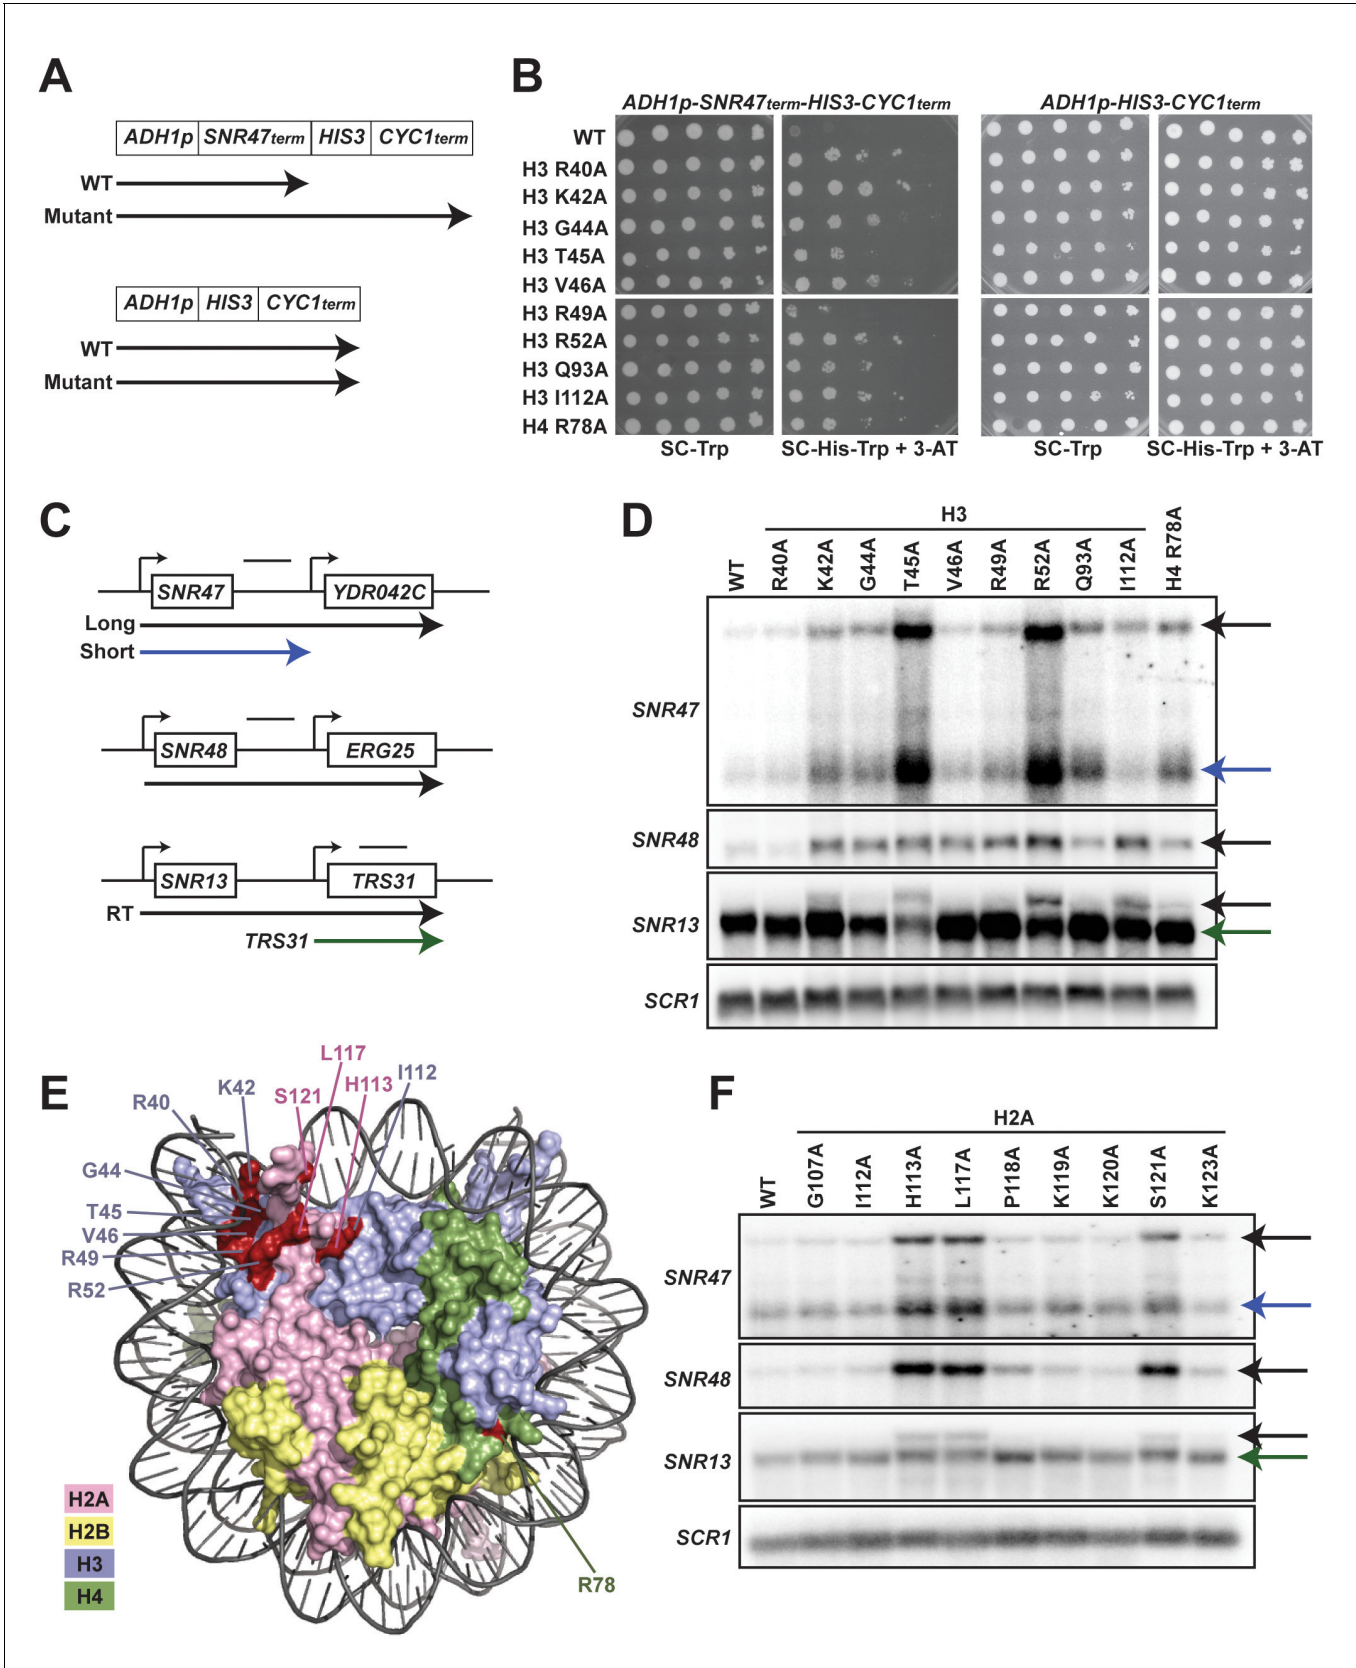 A
ADH1p SNR47term HIS3 CYC1term
WT
Mutant
ADH1p HIS3 CYC1term
WT
Mutant
B
ADH1p-SNR47term-HIS3-CYC1term
ADH1p-HIS3-CYC1term
WT
H3 R40A
H3 K42A
H3 G44A
H3 T45A
H3 V46A
H3 R49A
H3 R52A
H3 Q93A
H3 I112A
H4 R78A
SC-Trp
SC-His-Trp + 3-AT
SC-Trp
SC-His-Trp + 3-AT
C
SNR47 YDR042C
Long
Short
SNR48 ERG25
SNR13 TRS31
RT
TRS31
D
H3
WT
R40A
K42A
G44A
T45A
V46A
R49A
R52A
Q93A
I112A
H4 R78A
SNR47
SNR48
SNR13
SCR1
E
L117
I112
K42
H113
S121
R40
G44
T45
V46
R49
R52
H2A
H2B
H3
H4
R78
F
H2A
WT
G107A
I112A
H113A
L117A
P118A
K119A
K120A
S121A
K123A
SNR47
SNR48
SNR13
SCR1